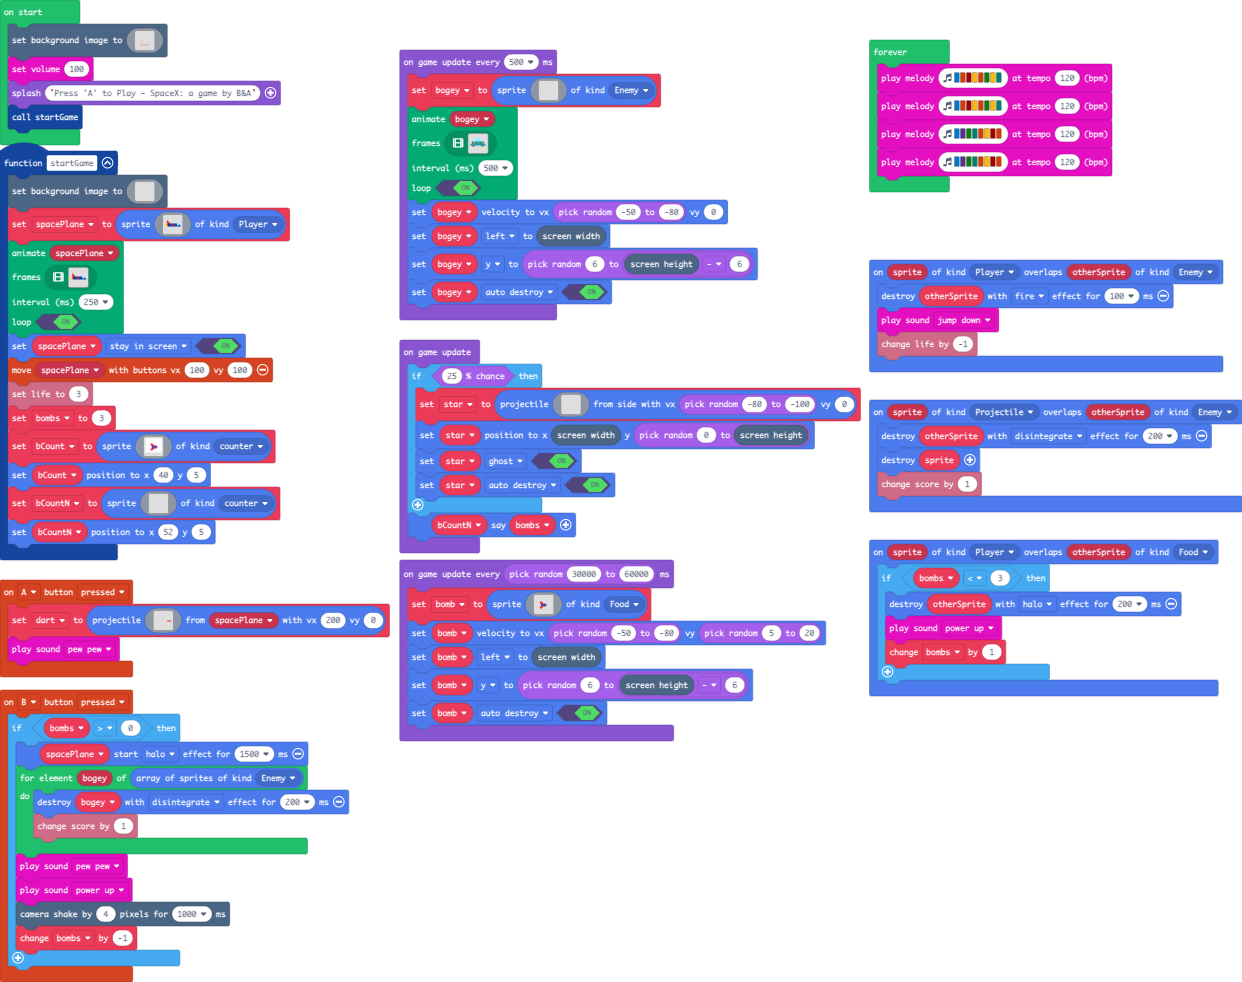 on start
set background image to
set volume 100
splash "Press 'A' to Play - SpaceX: a game by B&A"
call startGame
function startGame
set background image to
set spacePlane to sprite of kind Player
animate spacePlane
frames
interval (ms) 250
loop ON
set spacePlane stay in screen ON
move spacePlane with buttons vx 100 vy 100
set life to 3
set bombs to 3
set bCount to sprite of kind counter
set bCount position to x 40 y 5
set bCountN to sprite of kind counter
set bCountN position to x 52 y 5
on A button pressed
set dart to projectile from spacePlane with vx 200 vy 0
play sound pew pew
on B button pressed
if bombs > 0 then
spacePlane start halo effect for 1500 ms
for element bogey of array of sprites of kind Enemy
do destroy bogey with disintegrate effect for 200 ms
change score by 1
play sound pew pew
play sound power up
camera shake by 4 pixels for 1000 ms
change bombs by -1
on game update every 500 ms
set bogey to sprite of kind Enemy
animate bogey
frames
interval (ms) 500
loop ON
set bogey velocity to vx pick random -50 to -80 vy 0
set bogey left to screen width
set bogey y to pick random 6 to screen height - 6
set bogey auto destroy ON
on game update
if 25 % chance then
set star to projectile from side with vx pick random -80 to -100 vy 0
set star position to x screen width y pick random 0 to screen height
set star ghost ON
set star auto destroy ON
bCountN say bombs
on game update every pick random 30000 to 60000 ms
set bomb to sprite of kind Food
set bomb velocity to vx pick random -50 to -80 vy pick random 5 to 20
set bomb left to screen width
set bomb y to pick random 6 to screen height - 6
set bomb auto destroy ON
forever
play melody at tempo 120 (bpm)
play melody at tempo 120 (bpm)
play melody at tempo 120 (bpm)
play melody at tempo 120 (bpm)
on sprite of kind Player overlaps otherSprite of kind Enemy
destroy otherSprite with fire effect for 100 ms
play sound jump down
change life by -1
on sprite of kind Projectile overlaps otherSprite of kind Enemy
destroy otherSprite with disintegrate effect for 200 ms
destroy sprite
change score by 1
on sprite of kind Player overlaps otherSprite of kind Food
if bombs < 3 then
destroy otherSprite with halo effect for 200 ms
play sound power up
change bombs by 1